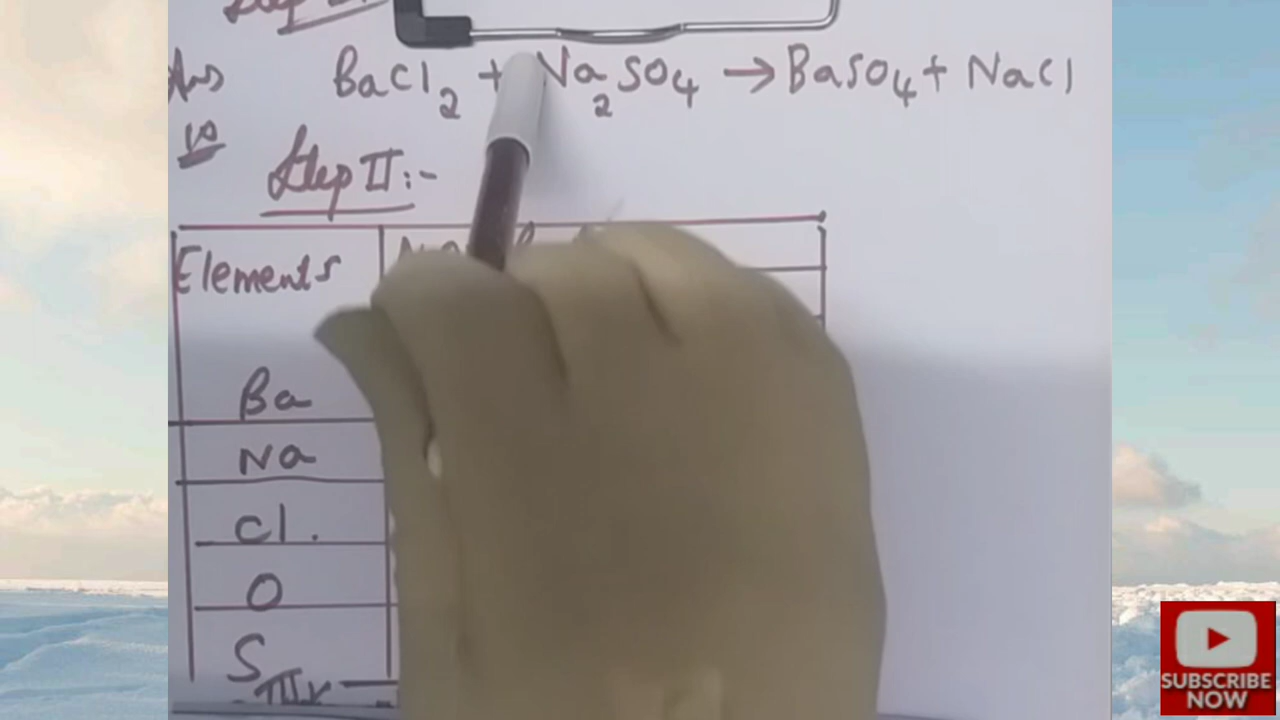 Ans BaCl2 + Na2SO4 → BaSO4 + NaCl
Step II:-
Elements
Ba
Na
Cl.
O
S
SUBSCRIBE
NOW